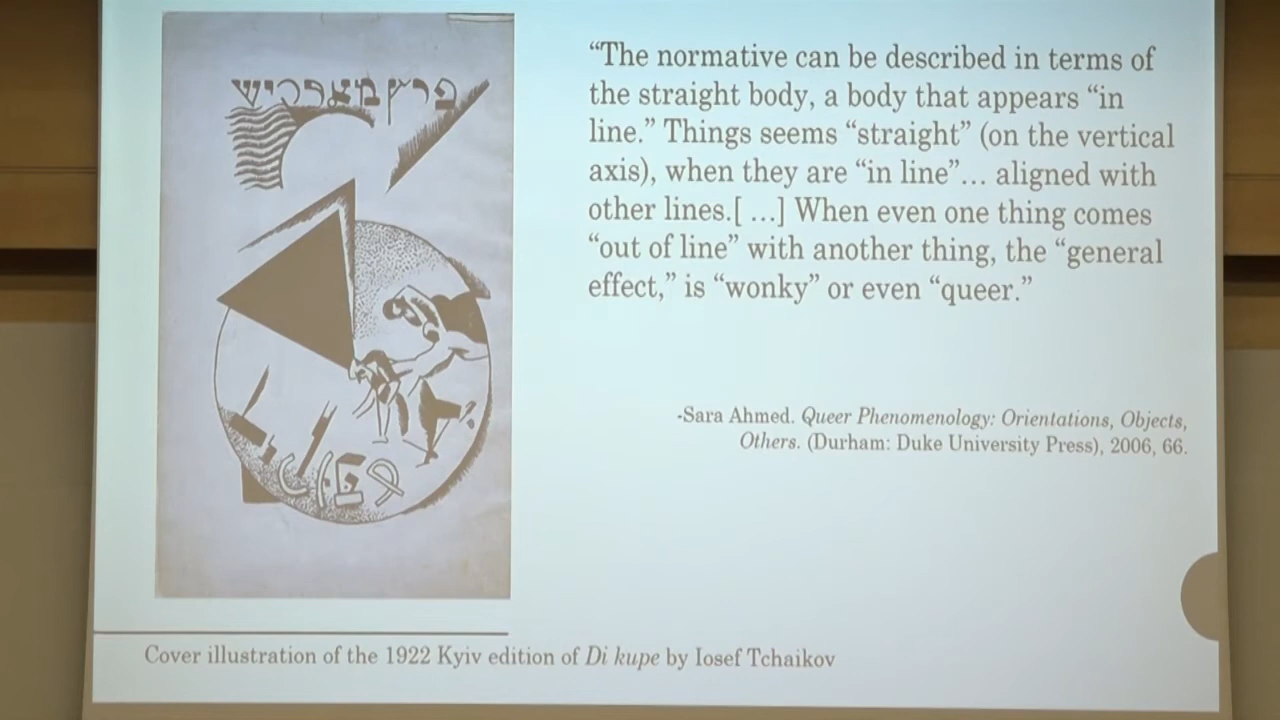 פרץ מארכיש
“The normative can be described in terms of
the straight body, a body that appears “in
line.” Things seems “straight” (on the vertical
axis), when they are “in line”… aligned with
other lines.[ …] When even one thing comes
“out of line” with another thing, the “general
effect,” is “wonky” or even “queer.”
-Sara Ahmed. Queer Phenomenology: Orientations, Objects,
Others. (Durham: Duke University Press), 2006, 66.
Cover illustration of the 1922 Kyiv edition of Di kupe by Iosef Tchaikov